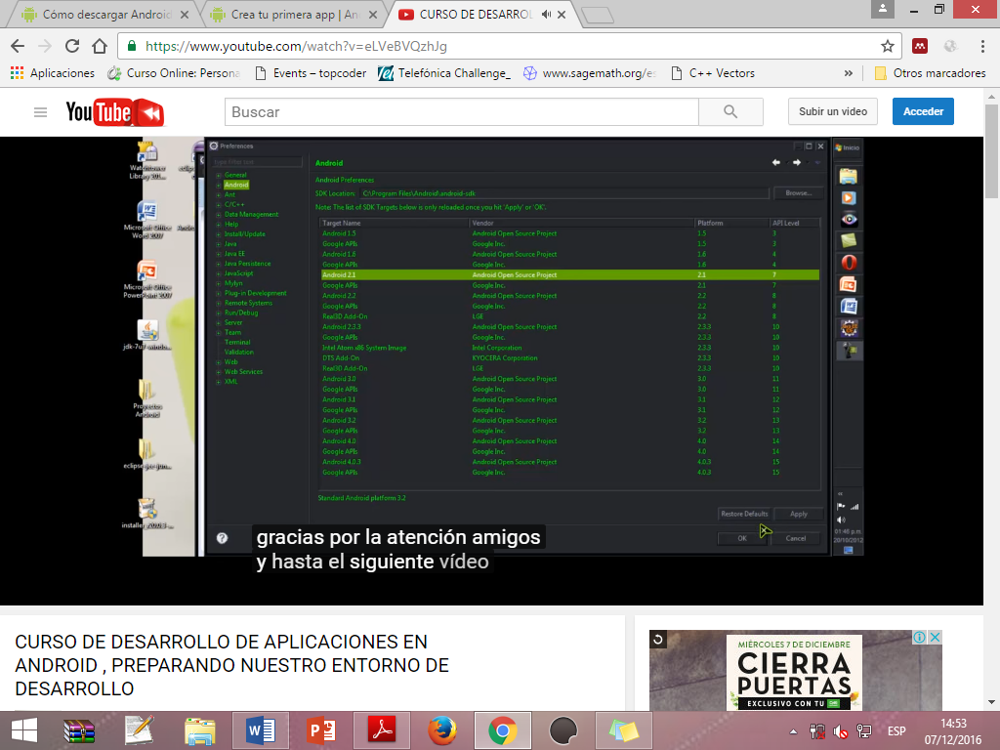 Cómo descargar Android
Crea tu primera app | An
CURSO DE DESARROL
https://www.youtube.com/watch?v=eLVeBVQzhJg
Aplicaciones
Curso Online: Persona
Events – topcoder
Telefónica Challenge_
www.sagemath.org/es
C++ Vectors
»
Otros marcadores
YouTube
Buscar
Subir un video
Acceder
Preferences
type filter text
General
Android
Ant
C/C++
Data Management
Help
Install/Update
Java
Java EE
Java Persistence
JavaScript
Mylyn
Plug-in Development
Remote Systems
Run/Debug
Server
Team
Terminal
Validation
Web
Web Services
XML
Android
Android Preferences
SDK Location: C:\Program Files\Android\android-sdk
Browse...
Note: The list of SDK Targets below is only reloaded once you hit 'Apply' or 'OK'.
Target Name Vendor Platform API Level
Android 1.5 Android Open Source Project 1.5 3
Google APIs Google Inc. 1.5 3
Android 1.6 Android Open Source Project 1.6 4
Google APIs Google Inc. 1.6 4
Android 2.1 Android Open Source Project 2.1 7
Google APIs Google Inc. 2.1 7
Android 2.2 Android Open Source Project 2.2 8
Google APIs Google Inc. 2.2 8
Real3D Add-On LGE 2.2 8
Android 2.3.3 Android Open Source Project 2.3.3 10
Google APIs Google Inc. 2.3.3 10
Intel Atom x86 System Image Intel Corporation 2.3.3 10
DTS Add-On KYOCERA Corporation 2.3.3 10
Real3D Add-On LGE 2.3.3 10
Android 3.0 Android Open Source Project 3.0 11
Google APIs Google Inc. 3.0 11
Android 3.1 Android Open Source Project 3.1 12
Google APIs Google Inc. 3.1 12
Android 3.2 Android Open Source Project 3.2 13
Google APIs Google Inc. 3.2 13
Android 4.0 Android Open Source Project 4.0 14
Google APIs Google Inc. 4.0 14
Android 4.0.3 Android Open Source Project 4.0.3 15
Google APIs Google Inc. 4.0.3 15
Standard Android platform 3.2
Restore Defaults
Apply
OK
Cancel
Watchtower
Library 201...
Microsoft Office
Word 2007
Microsoft Office
PowerPoint 2007
Proyectos
Android
Inicio
01:46 p.m.
20/10/2012
gracias por la atención amigos
y hasta el siguiente vídeo
CURSO DE DESARROLLO DE APLICACIONES EN
ANDROID , PREPARANDO NUESTRO ENTORNO DE
DESARROLLO
MIÉRCOLES 7 DE DICIEMBRE
CIERRA
PUERTAS
EXCLUSIVO CON TU
ESP
14:53
07/12/2016